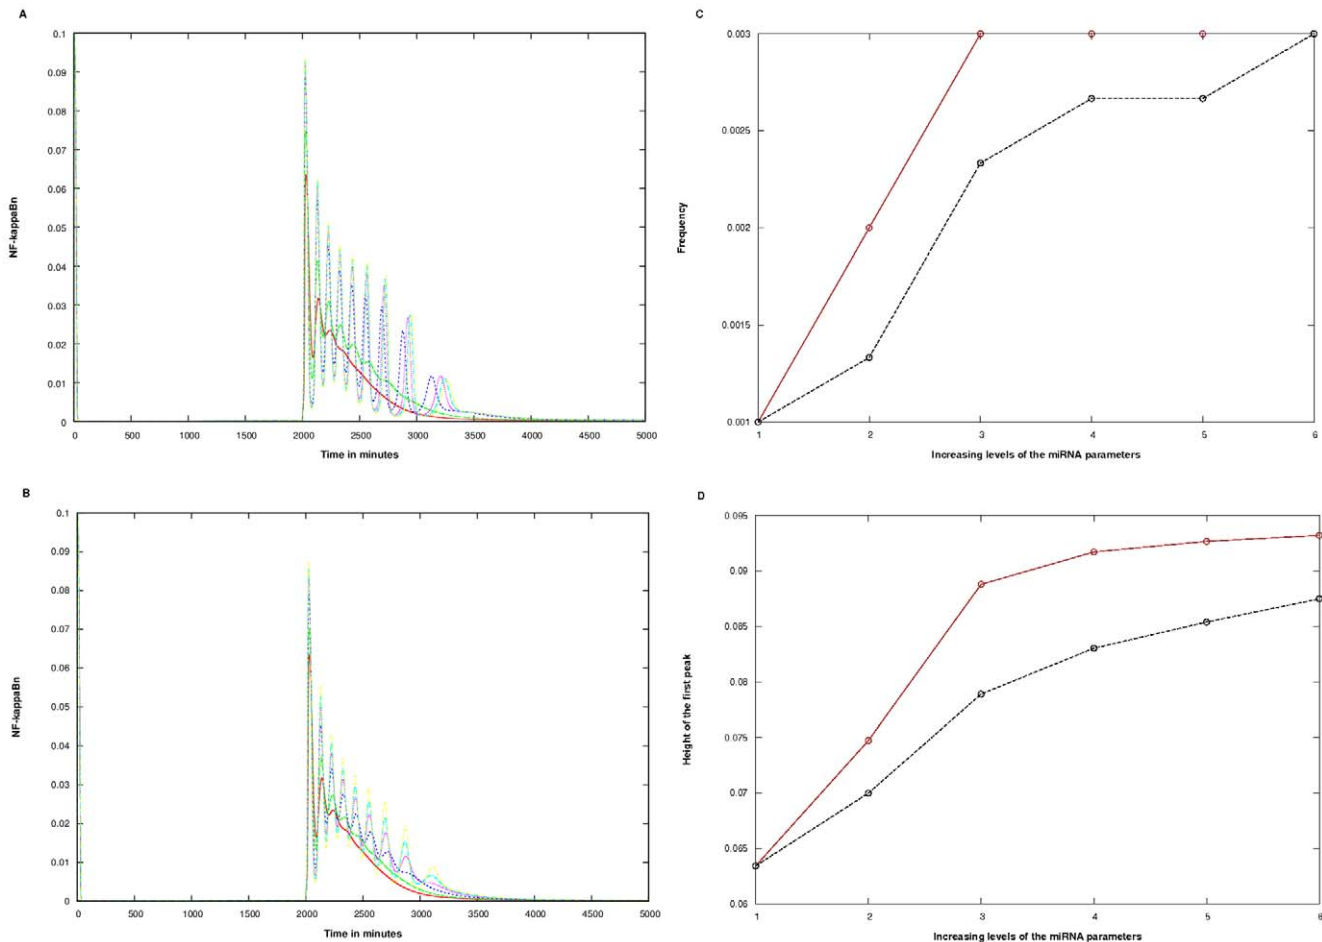 A
0.1
0.09
0.08
0.07
0.06
0.05
0.04
0.03
0.02
0.01
0
NF-kappaBn
0 500 1000 1500 2000 2500 3000 3500 4000 4500 5000
Time in minutes
B
0.1
0.09
0.08
0.07
0.06
0.05
0.04
0.03
0.02
0.01
0
NF-kappaBn
0 500 1000 1500 2000 2500 3000 3500 4000 4500 5000
Time in minutes
C
0.003
0.0025
0.002
0.0015
0.001
Frequency
1 2 3 4 5 6
Increasing levels of the miRNA parameters
D
0.095
0.09
0.085
0.08
0.075
0.07
0.065
0.06
Height of the first peak
1 2 3 4 5 6
Increasing levels of the miRNA parameters